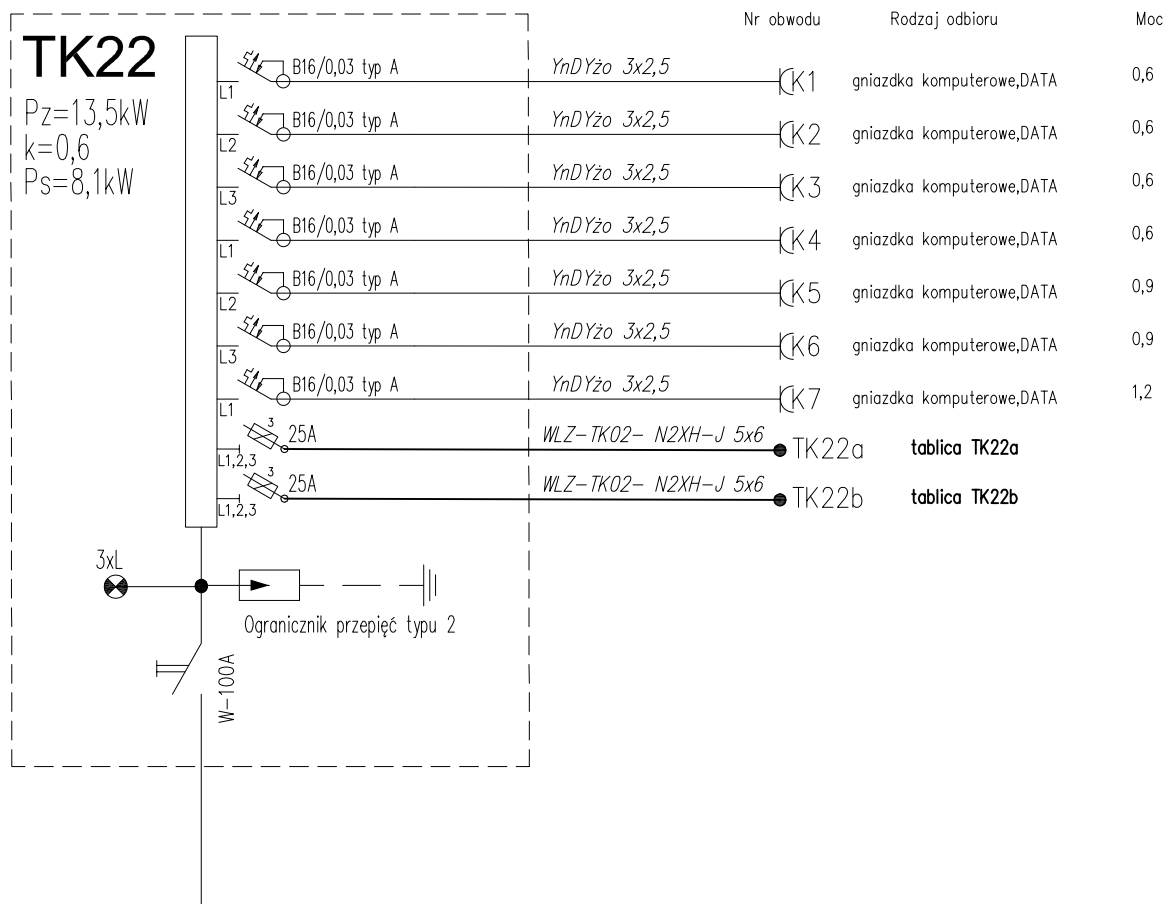 Nr obwodu Rodzaj odbioru Moc
TK22
Pz=13,5kW
k=0,6
Ps=8,1kW
L1 B16/0,03 typ A YnDYżo 3x2,5 K1 gniazdka komputerowe,DATA 0,6
L2 B16/0,03 typ A YnDYżo 3x2,5 K2 gniazdka komputerowe,DATA 0,6
L3 B16/0,03 typ A YnDYżo 3x2,5 K3 gniazdka komputerowe,DATA 0,6
L1 B16/0,03 typ A YnDYżo 3x2,5 K4 gniazdka komputerowe,DATA 0,6
L2 B16/0,03 typ A YnDYżo 3x2,5 K5 gniazdka komputerowe,DATA 0,9
L3 B16/0,03 typ A YnDYżo 3x2,5 K6 gniazdka komputerowe,DATA 0,9
L1 B16/0,03 typ A YnDYżo 3x2,5 K7 gniazdka komputerowe,DATA 1,2
L1,2,3 3 25A WLZ-TK02- N2XH-J 5x6 TK22a tablica TK22a
L1,2,3 3 25A WLZ-TK02- N2XH-J 5x6 TK22b tablica TK22b
3xL
Ogranicznik przepięć typu 2
W-100A